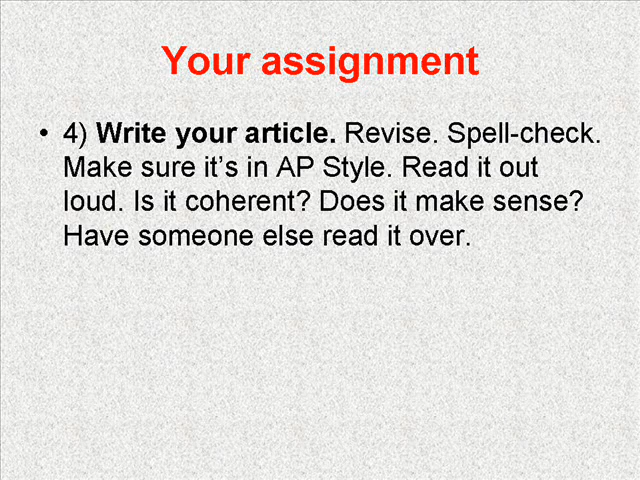 Your assignment
• 4) Write your article. Revise. Spell-check.
Make sure it's in AP Style. Read it out
loud. Is it coherent? Does it make sense?
Have someone else read it over.